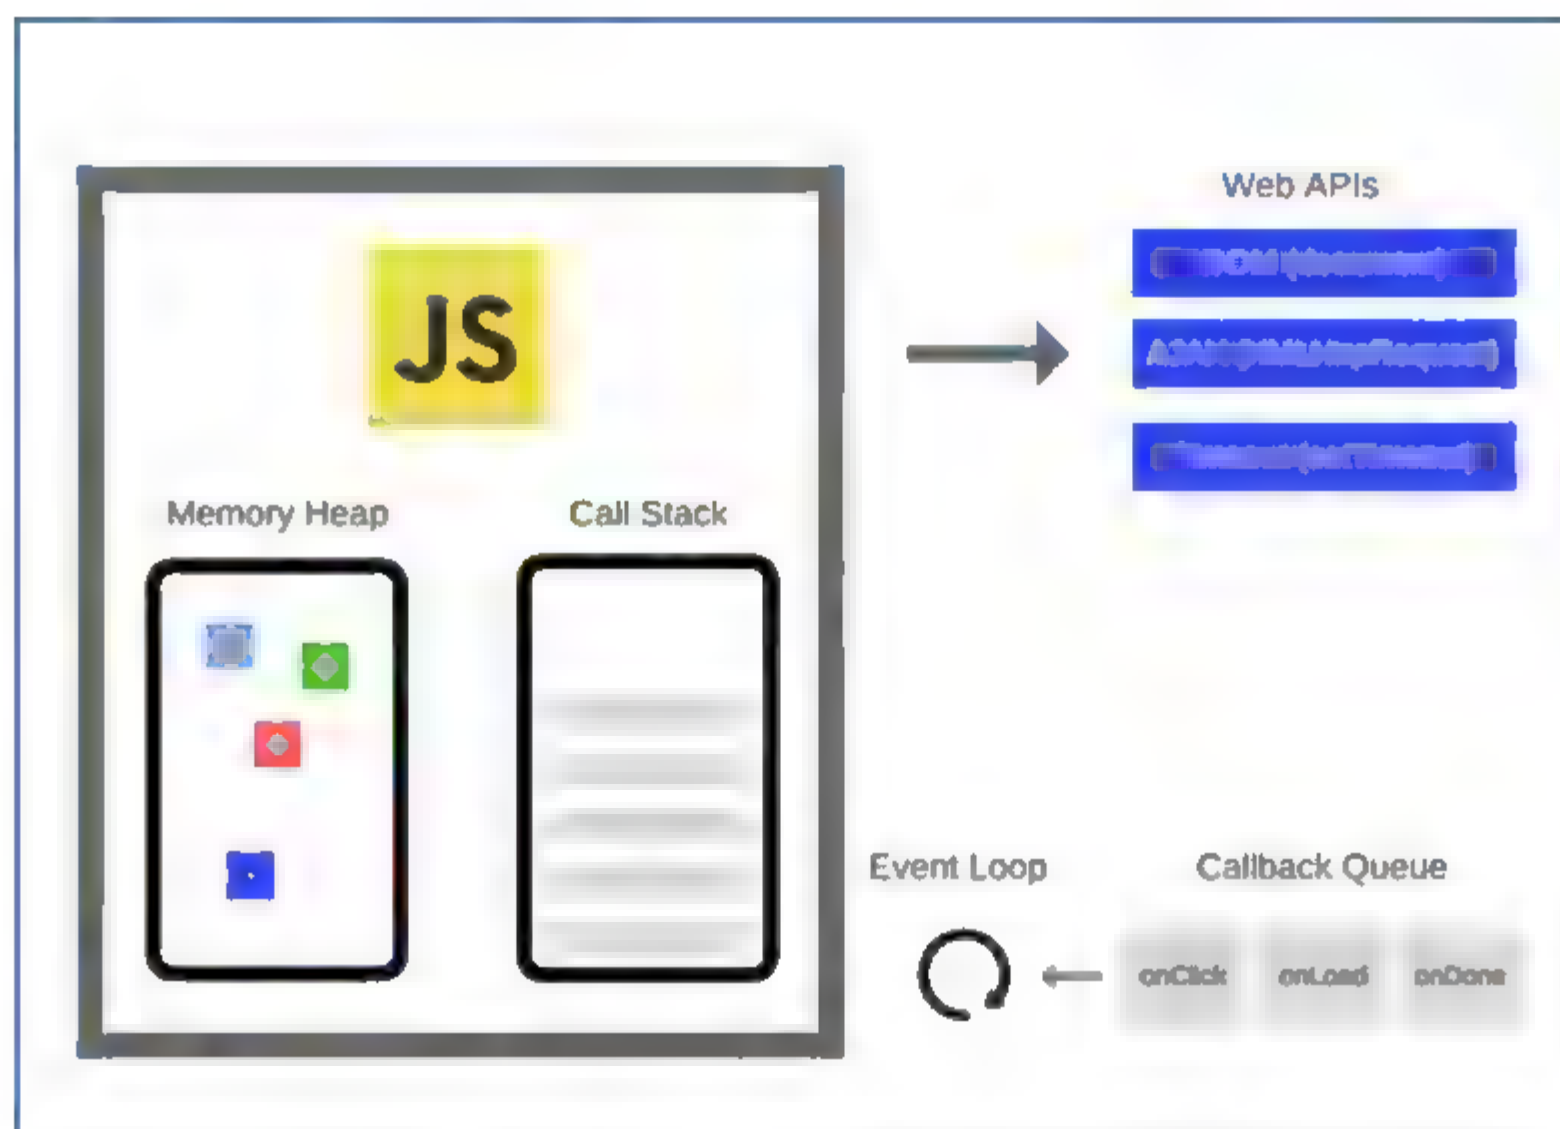 Web APIs
JS
Memory Heap
Call Stack
Event Loop
Callback Queue
onClick
onLoad
onDone